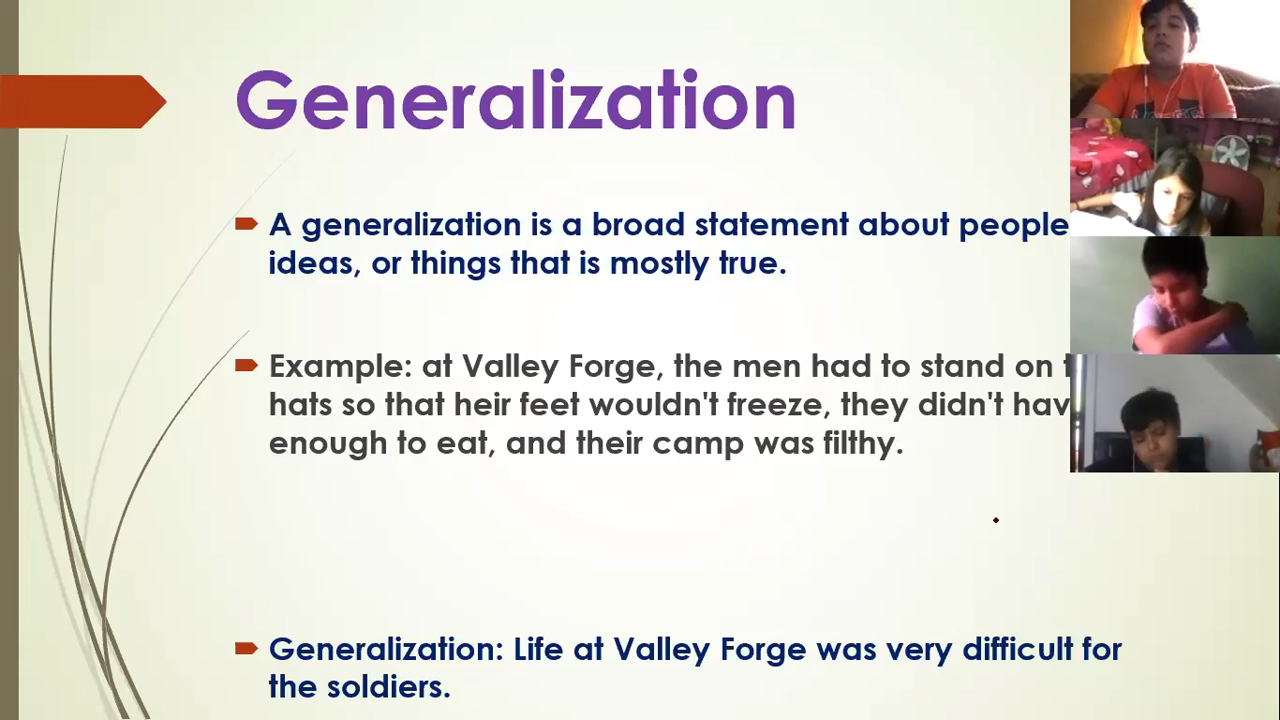 Generalization
A generalization is a broad statement about people
ideas, or things that is mostly true.
Example: at Valley Forge, the men had to stand on
hats so that heir feet wouldn't freeze, they didn't
enough to eat, and their camp was filthy.
Generalization: Life at Valley Forge was very difficult for
the soldiers.